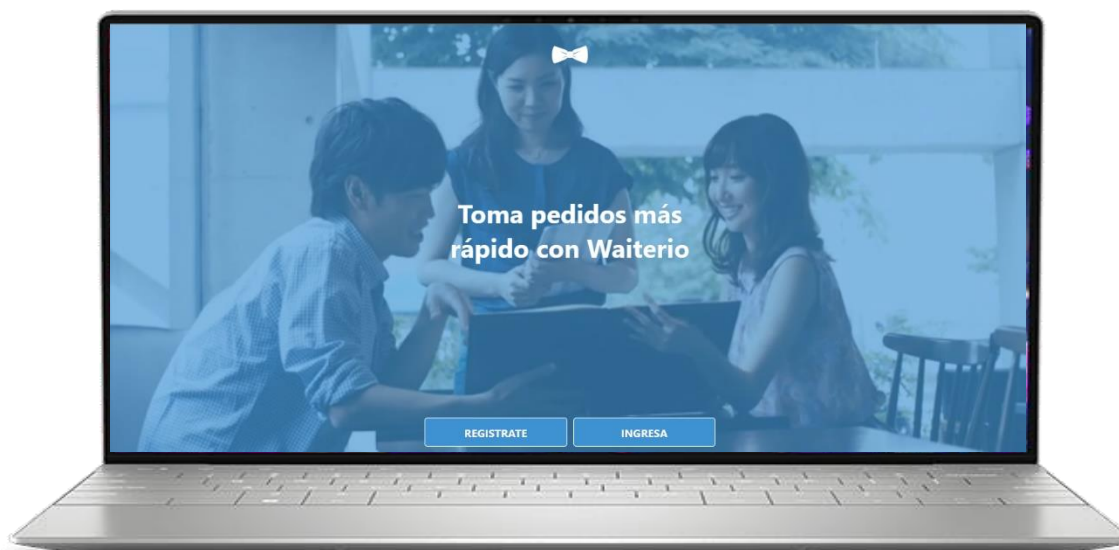 Toma pedidos más
rápido con Waiterio
REGISTRATE
INGRESA